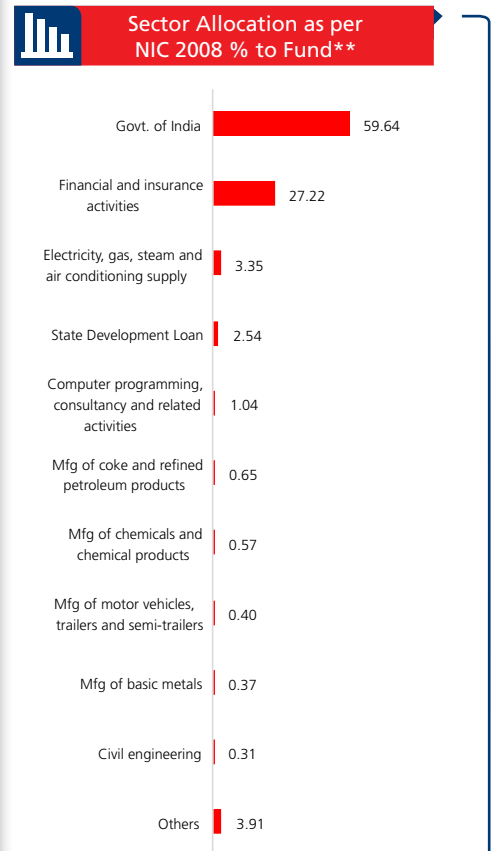 Sector Allocation as per
NIC 2008 % to Fund**
Govt. of India 59.64
Financial and insurance
activities 27.22
Electricity, gas, steam and
air conditioning supply 3.35
State Development Loan 2.54
Computer programming,
consultancy and related 1.04
activities
Mfg of coke and refined
petroleum products 0.65
Mfg of chemicals and
chemical products 0.57
Mfg of motor vehicles,
trailers and semi-trailers 0.40
Mfg of basic metals 0.37
Civil engineering 0.31
Others 3.91